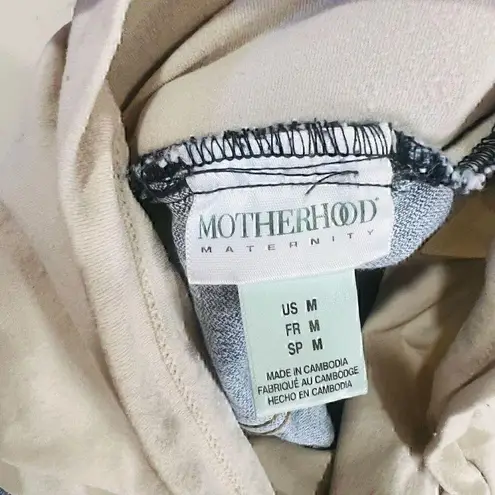 MOTHERHOOD
MATERNITY
US M
FR M
SP M
MADE IN CAMBODIA
FABRIQUÉ AU CAMBODGE
HECHO EN CAMBODIA